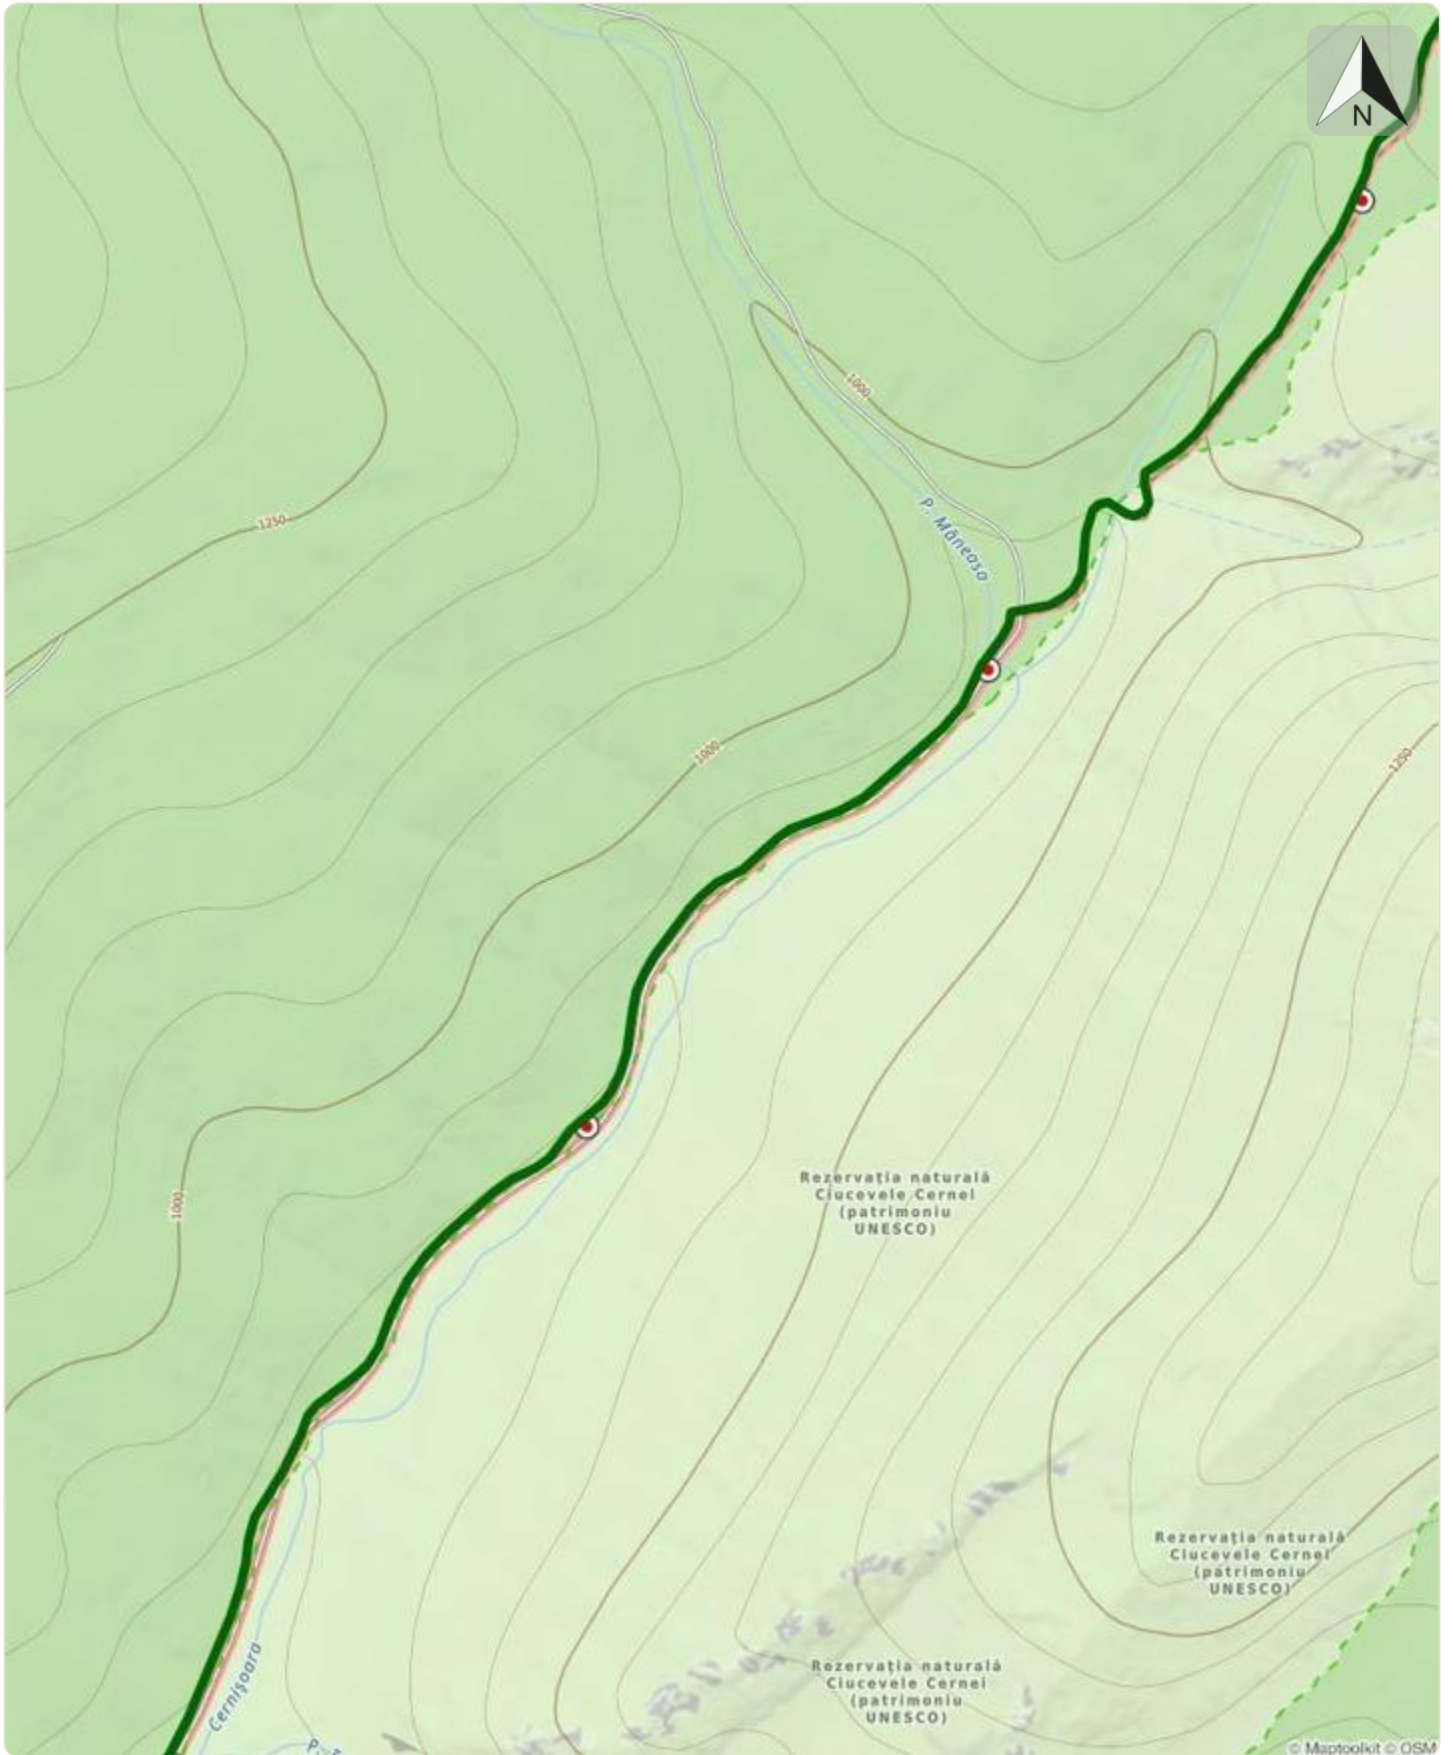 N
1000
1250
P. Mâneasa
1000
1250
1000
Rezervația naturală
Ciucevele Cernei
(patrimoniu
UNESCO)
Rezervația naturală
Ciucevele Cernei
(patrimoniu
UNESCO)
Cernișoara
Rezervația naturală
Ciucevele Cernei
(patrimoniu
UNESCO)
P.
© Maptoolkit © OSM